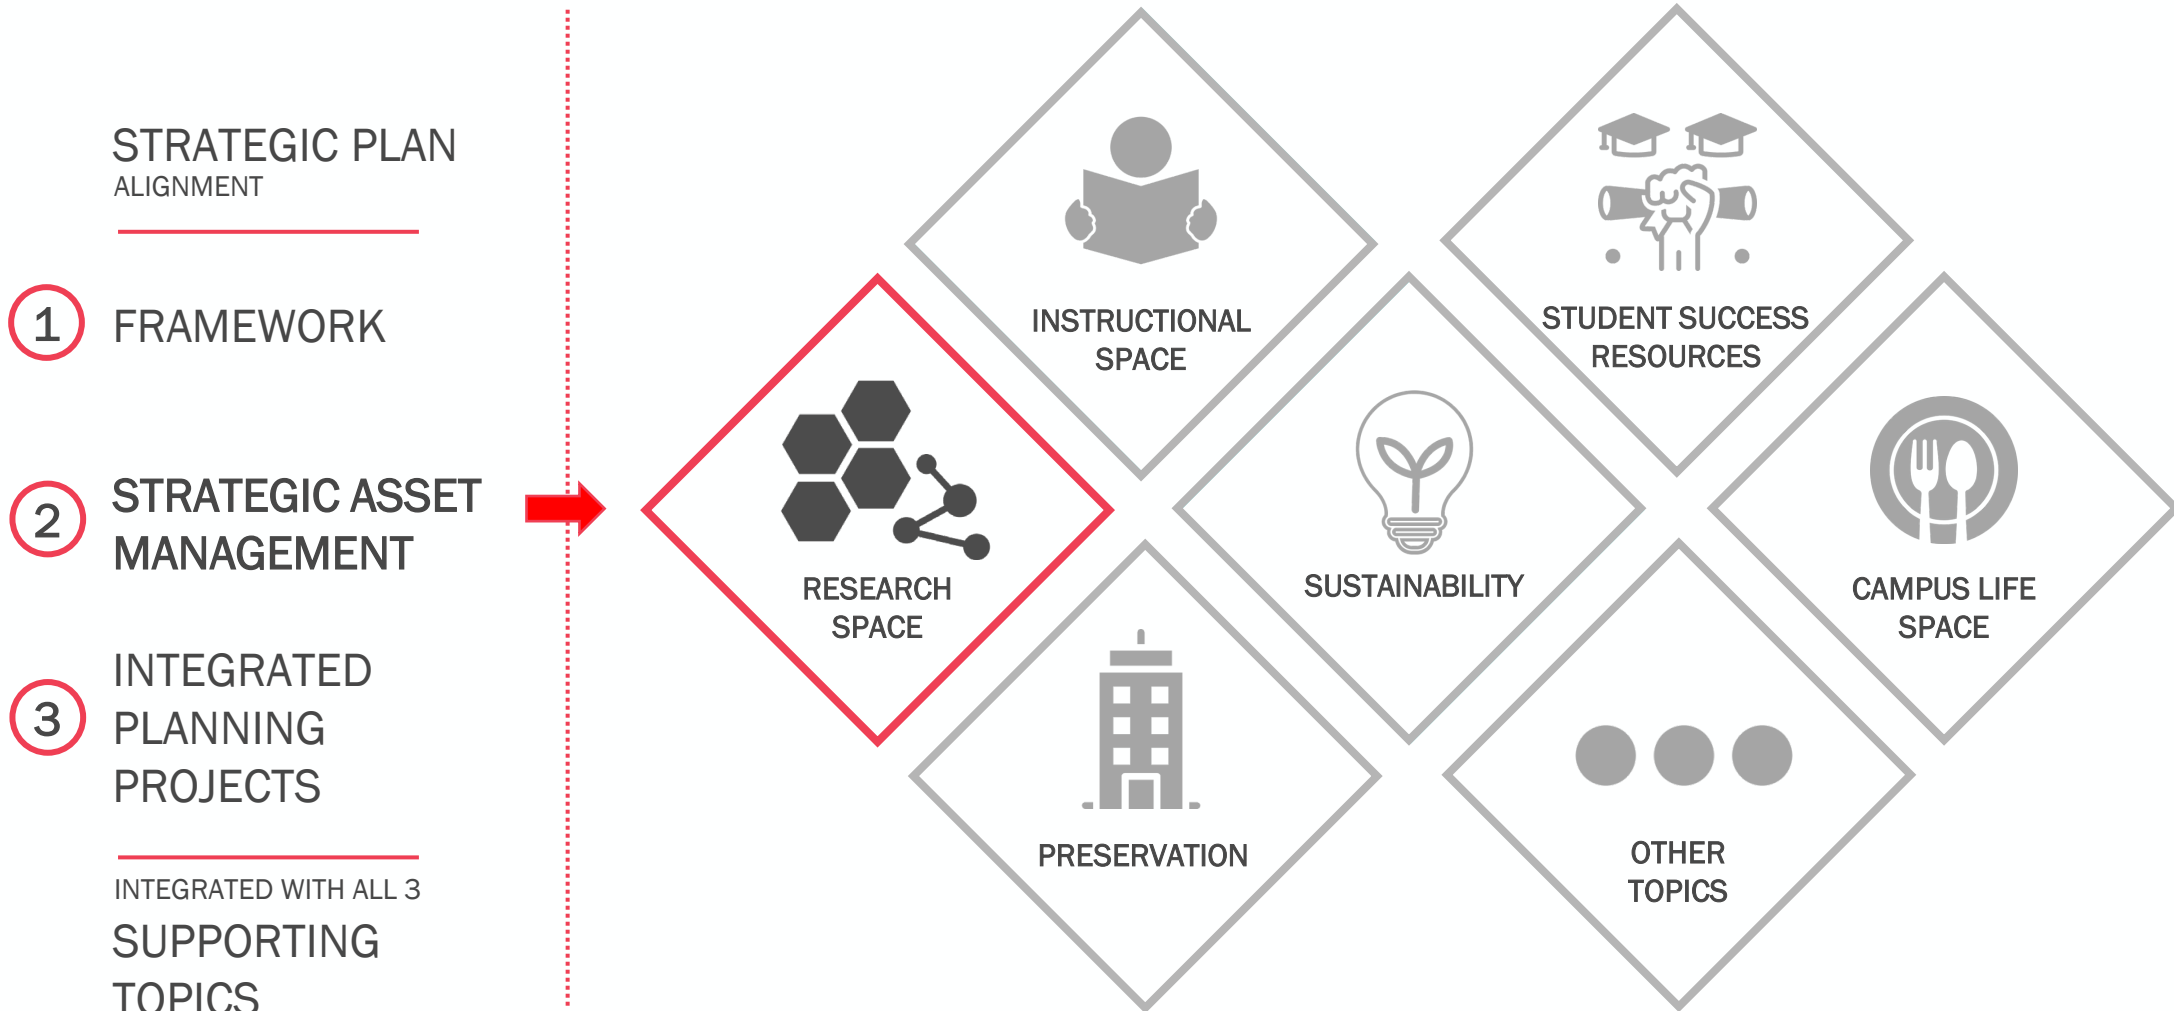 STRATEGIC PLAN
ALIGNMENT
1
FRAMEWORK
2
STRATEGIC ASSET
MANAGEMENT
3
INTEGRATED
PLANNING
PROJECTS
INTEGRATED WITH ALL 3
SUPPORTING
TOPICS
INSTRUCTIONAL
SPACE
STUDENT SUCCESS
RESOURCES
RESEARCH
SPACE
SUSTAINABILITY
CAMPUS LIFE
SPACE
PRESERVATION
OTHER
TOPICS